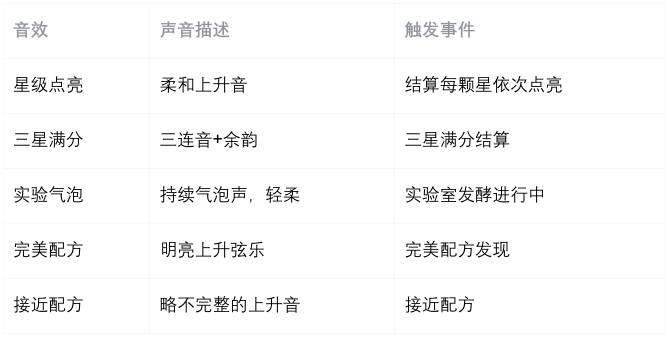 音效 声音描述 触发事件
星级点亮 柔和上升音 结算每颗星依次点亮
三星满分 三连音+余韵 三星满分结算
实验气泡 持续气泡声，轻柔 实验室发酵进行中
完美配方 明亮上升弦乐 完美配方发现
接近配方 略不完整的上升音 接近配方